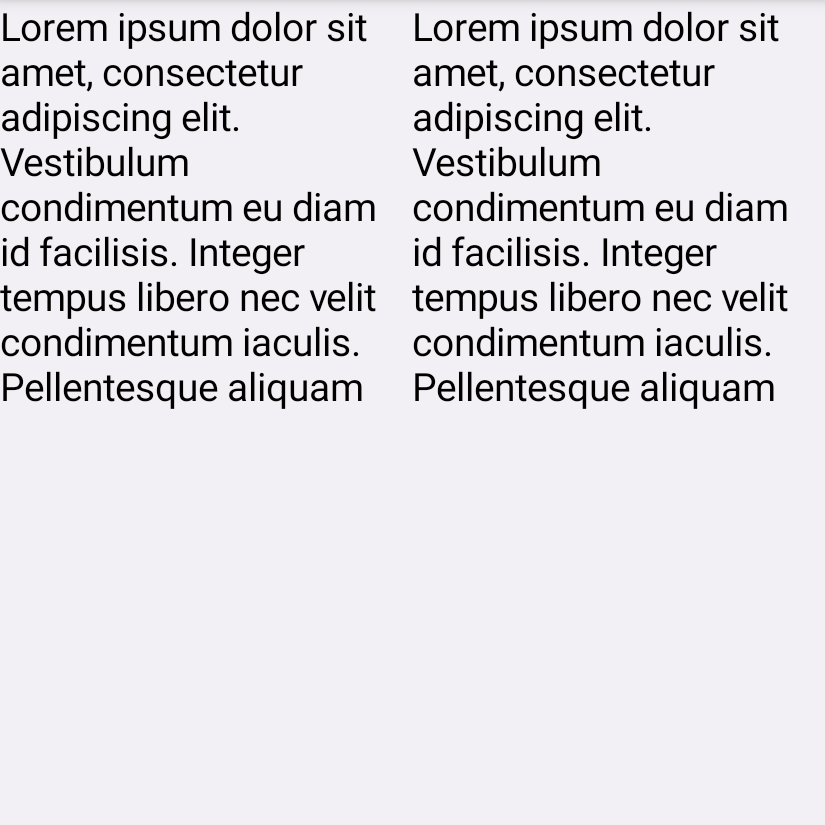 Lorem ipsum dolor sit
amet, consectetur
adipiscing elit.
Vestibulum
condimentum eu diam
id facilisis. Integer
tempus libero nec velit
condimentum iaculis.
Pellentesque aliquam
Lorem ipsum dolor sit
amet, consectetur
adipiscing elit.
Vestibulum
condimentum eu diam
id facilisis. Integer
tempus libero nec velit
condimentum iaculis.
Pellentesque aliquam